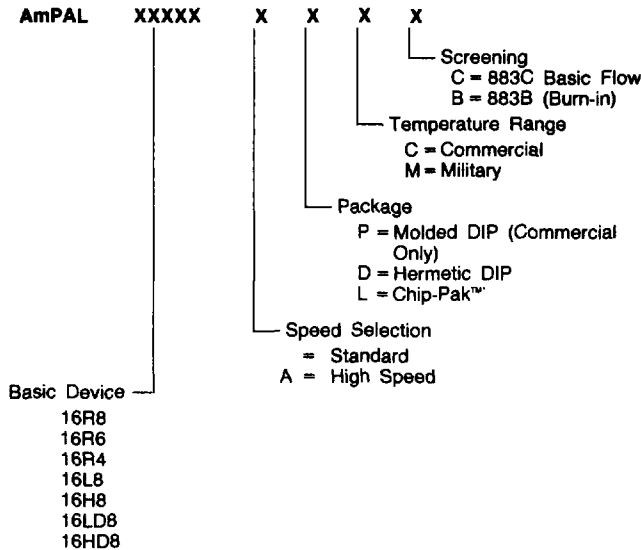 AmPAL XXXXX X X X X
Screening
C = 883C Basic Flow
B = 883B (Burn-in)
Temperature Range
C = Commercial
M = Military
Package
P = Molded DIP (Commercial
Only)
D = Hermetic DIP
L = Chip-Pak™
Speed Selection
= Standard
A = High Speed
Basic Device
16R8
16R6
16R4
16L8
16H8
16LD8
16HD8